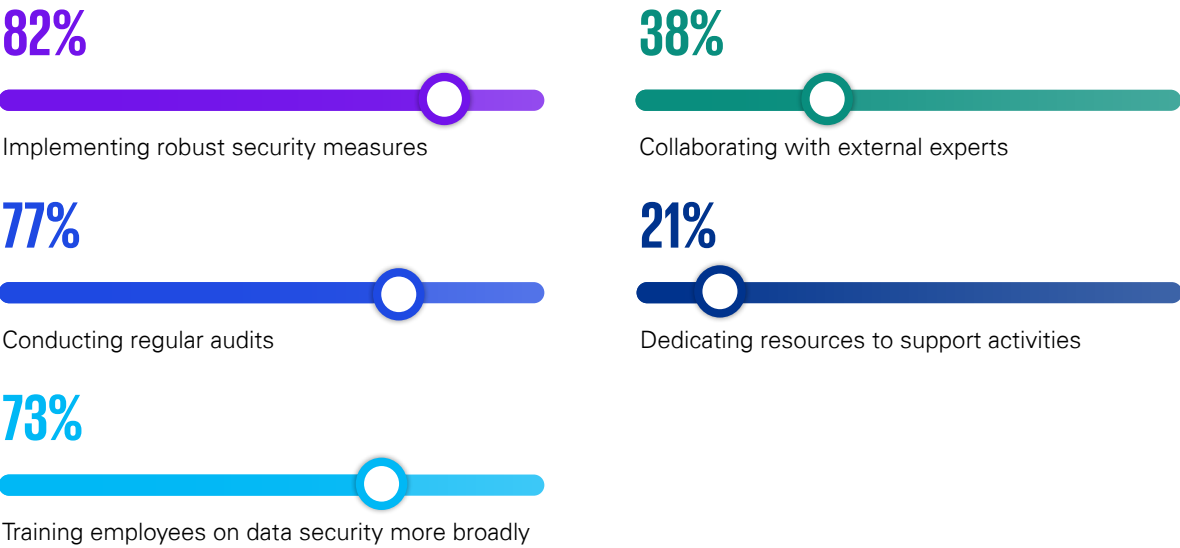 82%
Implementing robust security measures
77%
Conducting regular audits
73%
Training employees on data security more broadly
38%
Collaborating with external experts
21%
Dedicating resources to support activities